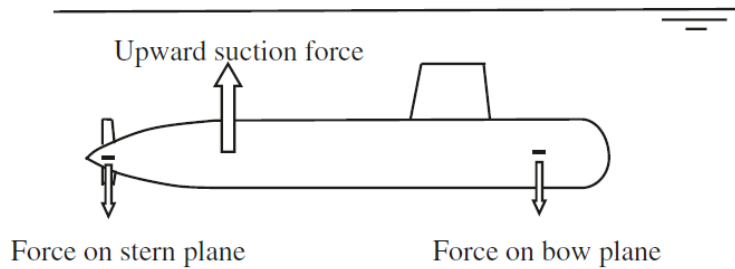 Upward suction force
Force on stern plane
Force on bow plane